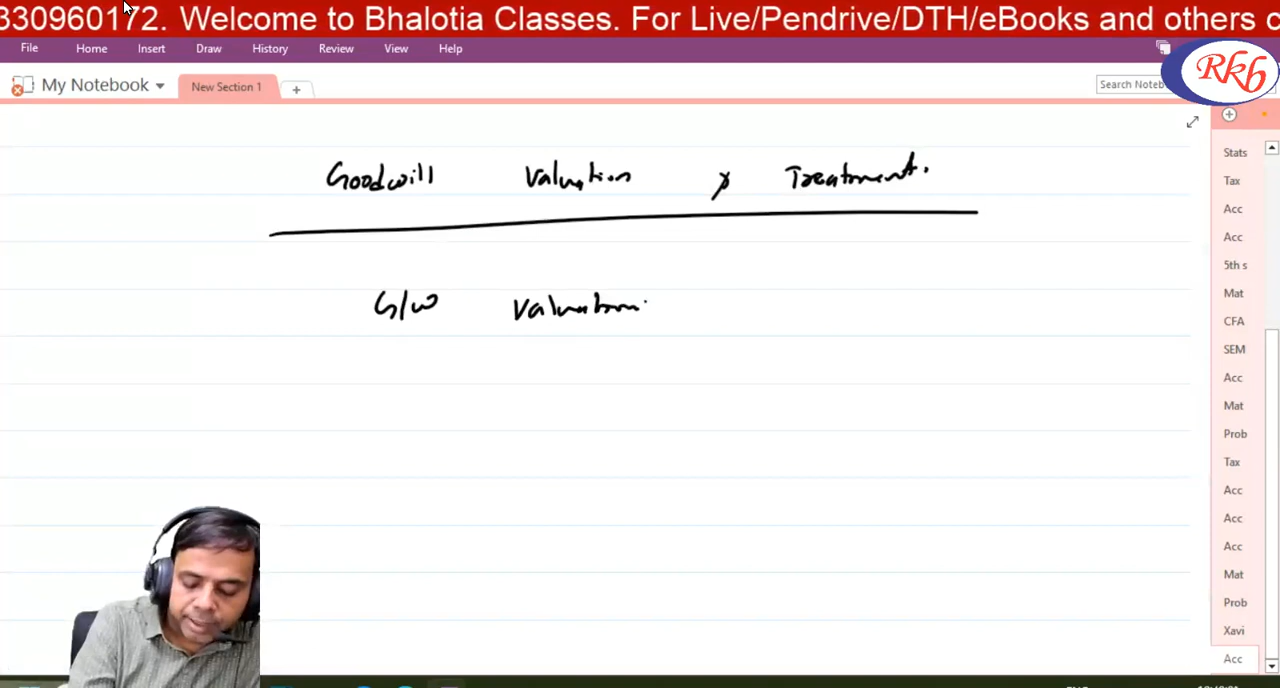 330960172. Welcome to Bhalotia Classes. For Live/Pendrive/DTH/eBooks and others c
File Home Insert Draw History Review View Help
Rkb
My Notebook New Section 1 + Search Noteb
Goodwill Valuation & Treatment.
G/W Valuation
Stats
Tax
Acc
Acc
5th s
Mat
CFA
SEM
Acc
Mat
Prob
Tax
Acc
Acc
Acc
Mat
Prob
Xavi
Acc